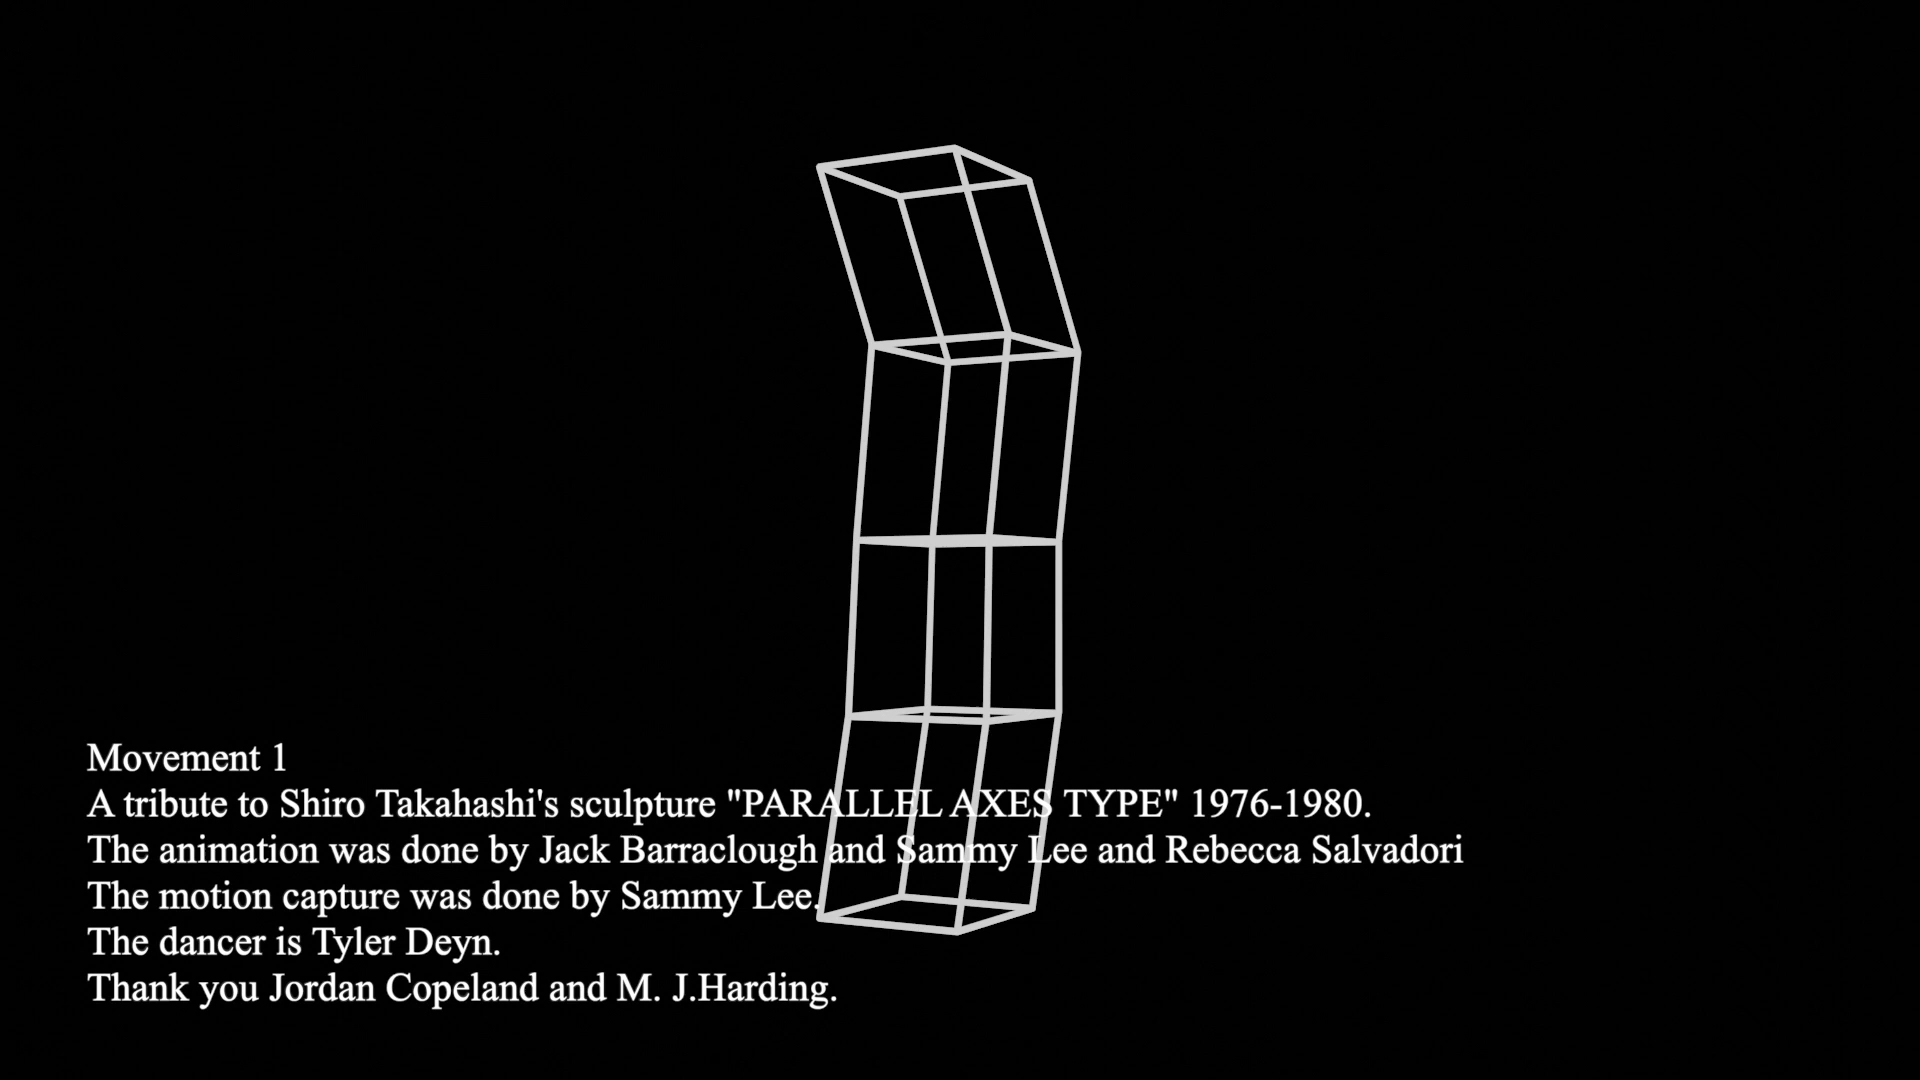 Movement 1
A tribute to Shiro Takahashi's sculpture "PARALLEL AXES TYPE" 1976-1980.
The animation was done by Jack Barraclough and Sammy Lee and Rebecca Salvadori
The motion capture was done by Sammy Lee.
The dancer is Tyler Deyn.
Thank you Jordan Copeland and M. J.Harding.